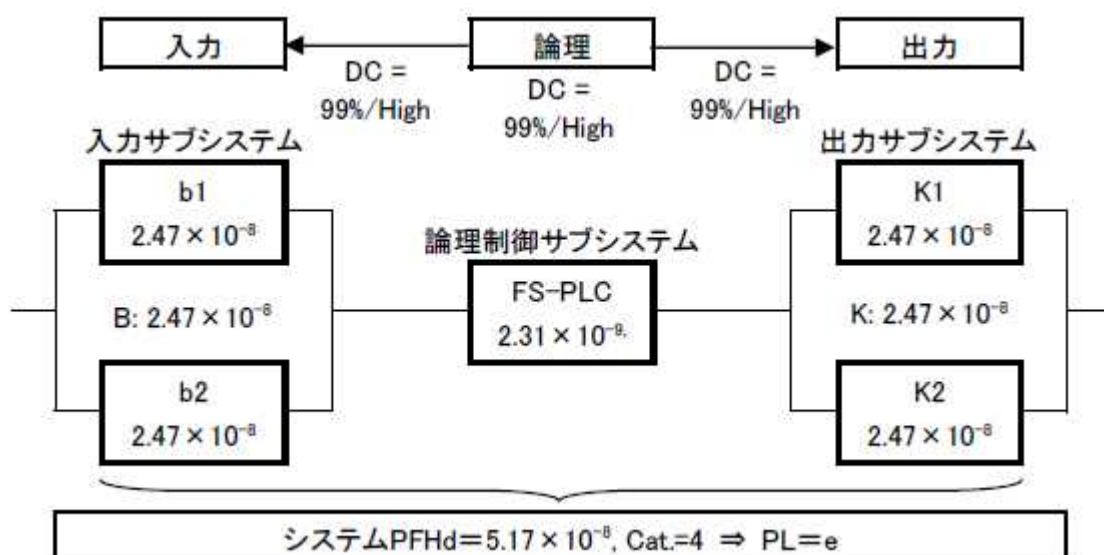 入力
論理
出力
DC =
99%/High
DC =
99%/High
DC =
99%/High
入力サブシステム
出力サブシステム
b1
2.47×10⁻⁸
K1
2.47×10⁻⁸
論理制御サブシステム
B: 2.47×10⁻⁸
FS-PLC
2.31×10⁻⁹·
K: 2.47×10⁻⁸
b2
2.47×10⁻⁸
K2
2.47×10⁻⁸
システムPFHd=5.17×10⁻⁸, Cat.=4 ⇒ PL=e